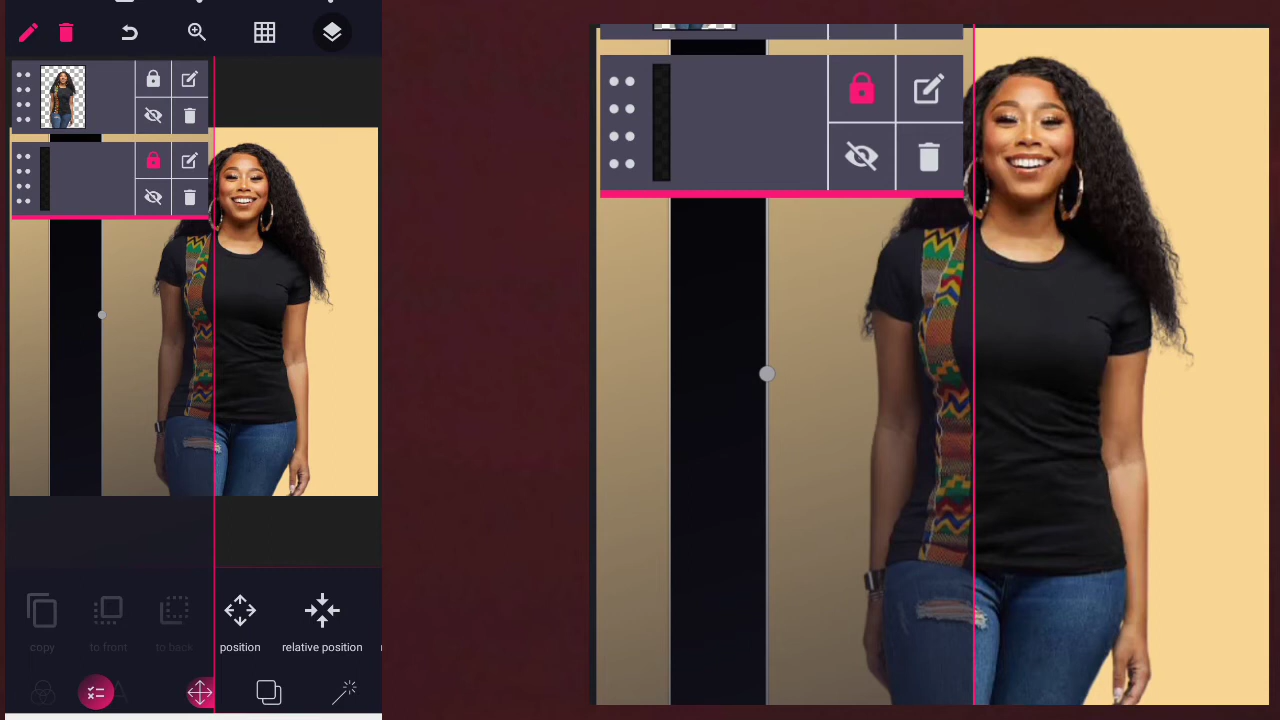 copy
to front
to back
position
relative position